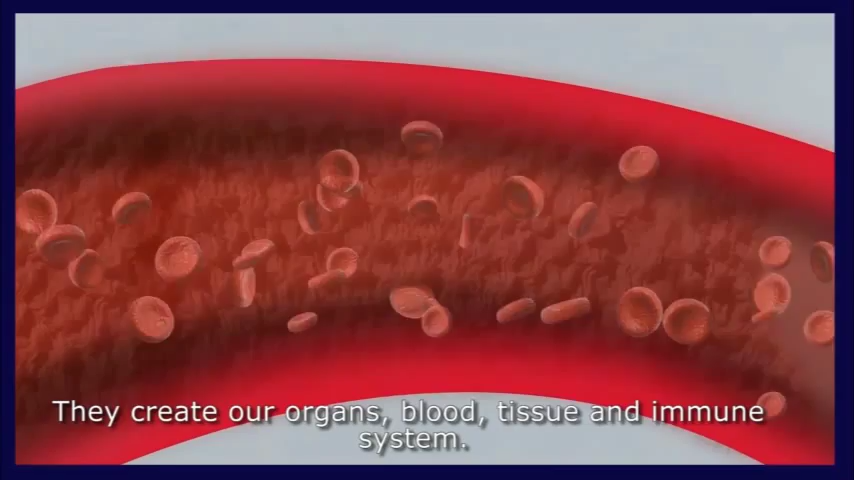 They create our organs, blood, tissue and immune
system.